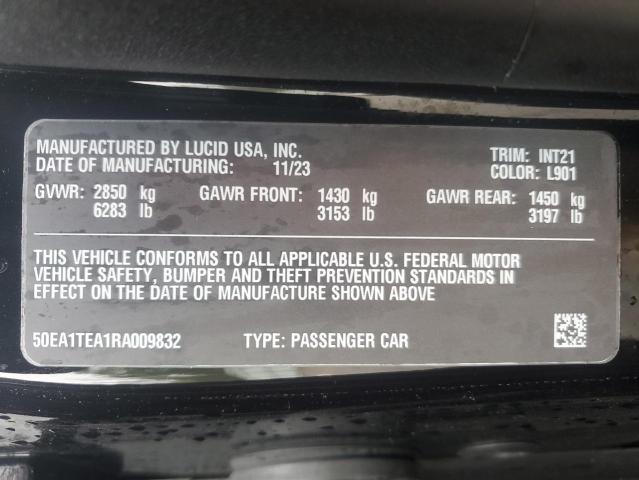 MANUFACTURED BY LUCID USA, INC.
DATE OF MANUFACTURING: 11/23
TRIM: INT21
COLOR: L901
GVWR: 2850 kg GAWR FRONT: 1430 kg GAWR REAR: 1450 kg
6283 lb 3153 lb 3197 lb
THIS VEHICLE CONFORMS TO ALL APPLICABLE U.S. FEDERAL MOTOR
VEHICLE SAFETY, BUMPER AND THEFT PREVENTION STANDARDS IN
EFFECT ON THE DATE OF MANUFACTURE SHOWN ABOVE
50EA1TEA1RA009832 TYPE: PASSENGER CAR